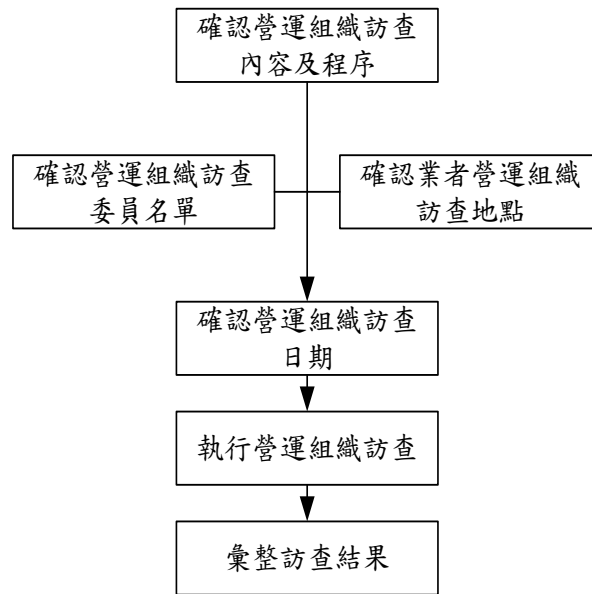 確認營運組織訪查
內容及程序
確認營運組織訪查
委員名單
確認業者營運組織
訪查地點
確認營運組織訪查
日期
執行營運組織訪查
彙整訪查結果